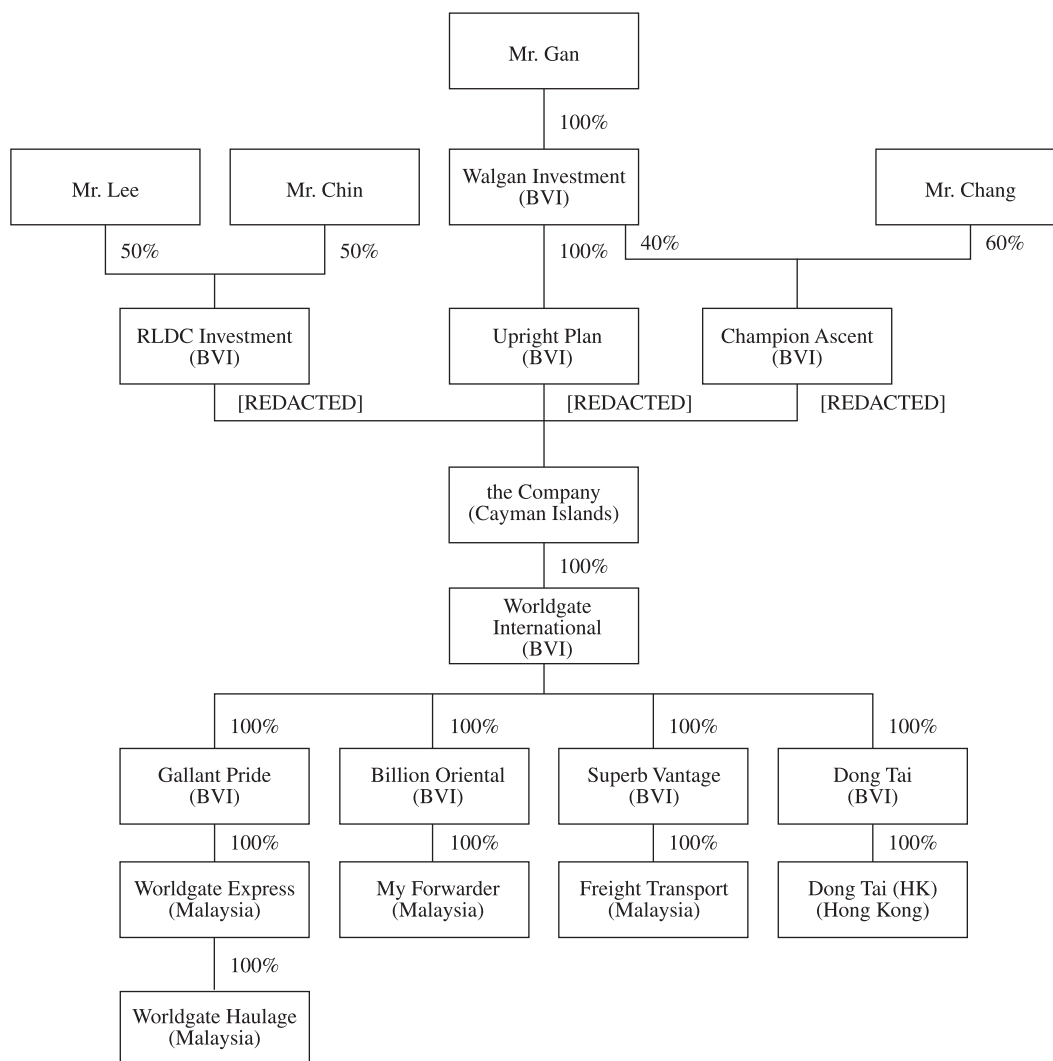 Mr. Gan
100%
Mr. Lee
Mr. Chin
Walgan Investment
(BVI)
Mr. Chang
50%
50%
100%
40%
60%
RLDC Investment
(BVI)
Upright Plan
(BVI)
Champion Ascent
(BVI)
[REDACTED]
[REDACTED]
[REDACTED]
the Company
(Cayman Islands)
100%
Worldgate
International
(BVI)
100%
100%
100%
100%
Gallant Pride
(BVI)
Billion Oriental
(BVI)
Superb Vantage
(BVI)
Dong Tai
(BVI)
100%
100%
100%
100%
Worldgate Express
(Malaysia)
My Forwarder
(Malaysia)
Freight Transport
(Malaysia)
Dong Tai (HK)
(Hong Kong)
100%
Worldgate Haulage
(Malaysia)